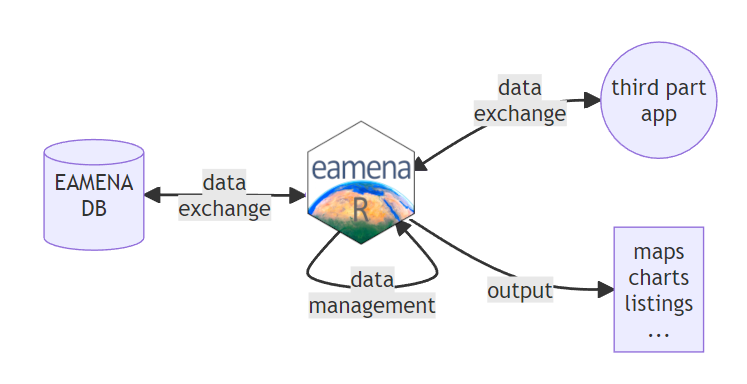 EAMENA
DB
data
exchange
eamena
R
data
management
data
exchange
third part
app
output
maps
charts
listings
...